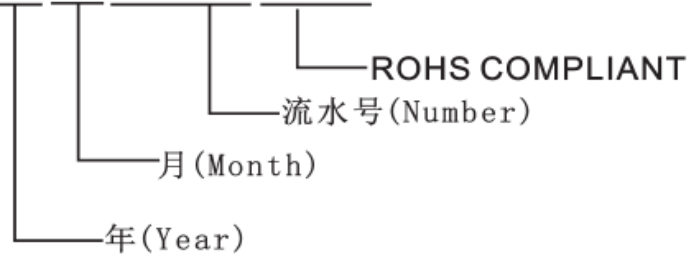 ROHS COMPLIANT
流水号(Number)
月(Month)
年(Year)